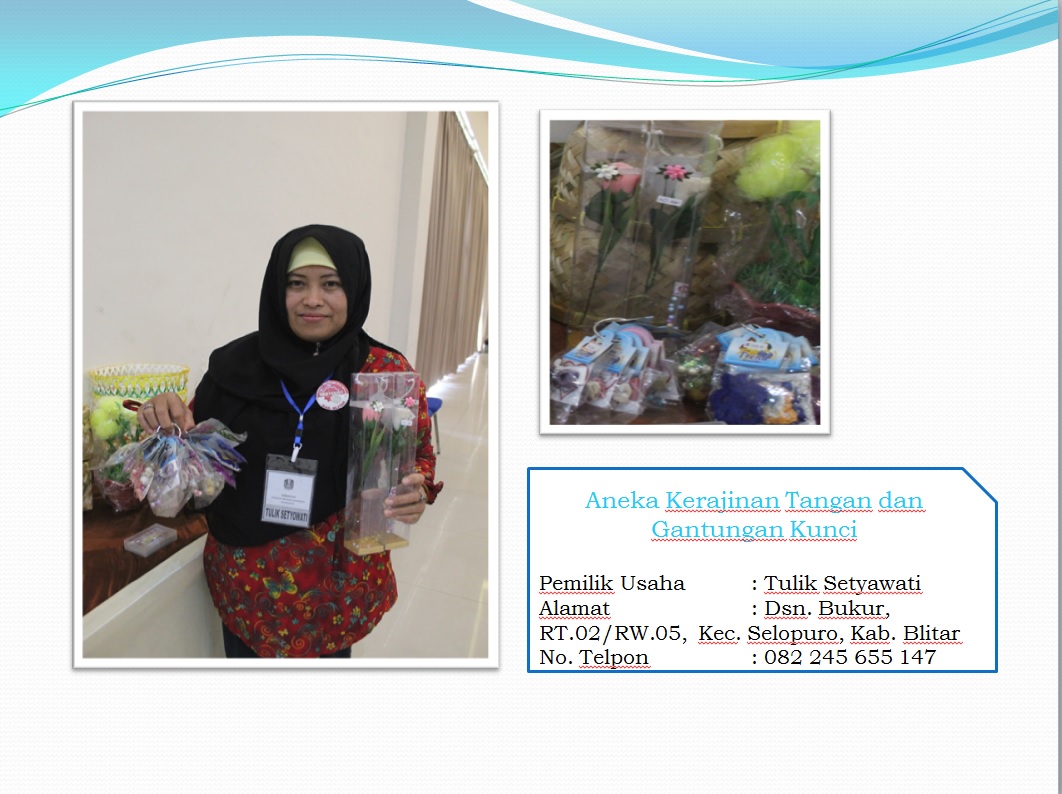 TULIK SETYOWATI
Aneka Kerajinan Tangan dan
Gantungan Kunci
Pemilik Usaha : Tulik Setyawati
Alamat : Dsn. Bukur,
RT.02/RW.05, Kec. Selopuro, Kab. Blitar
No. Telpon : 082 245 655 147